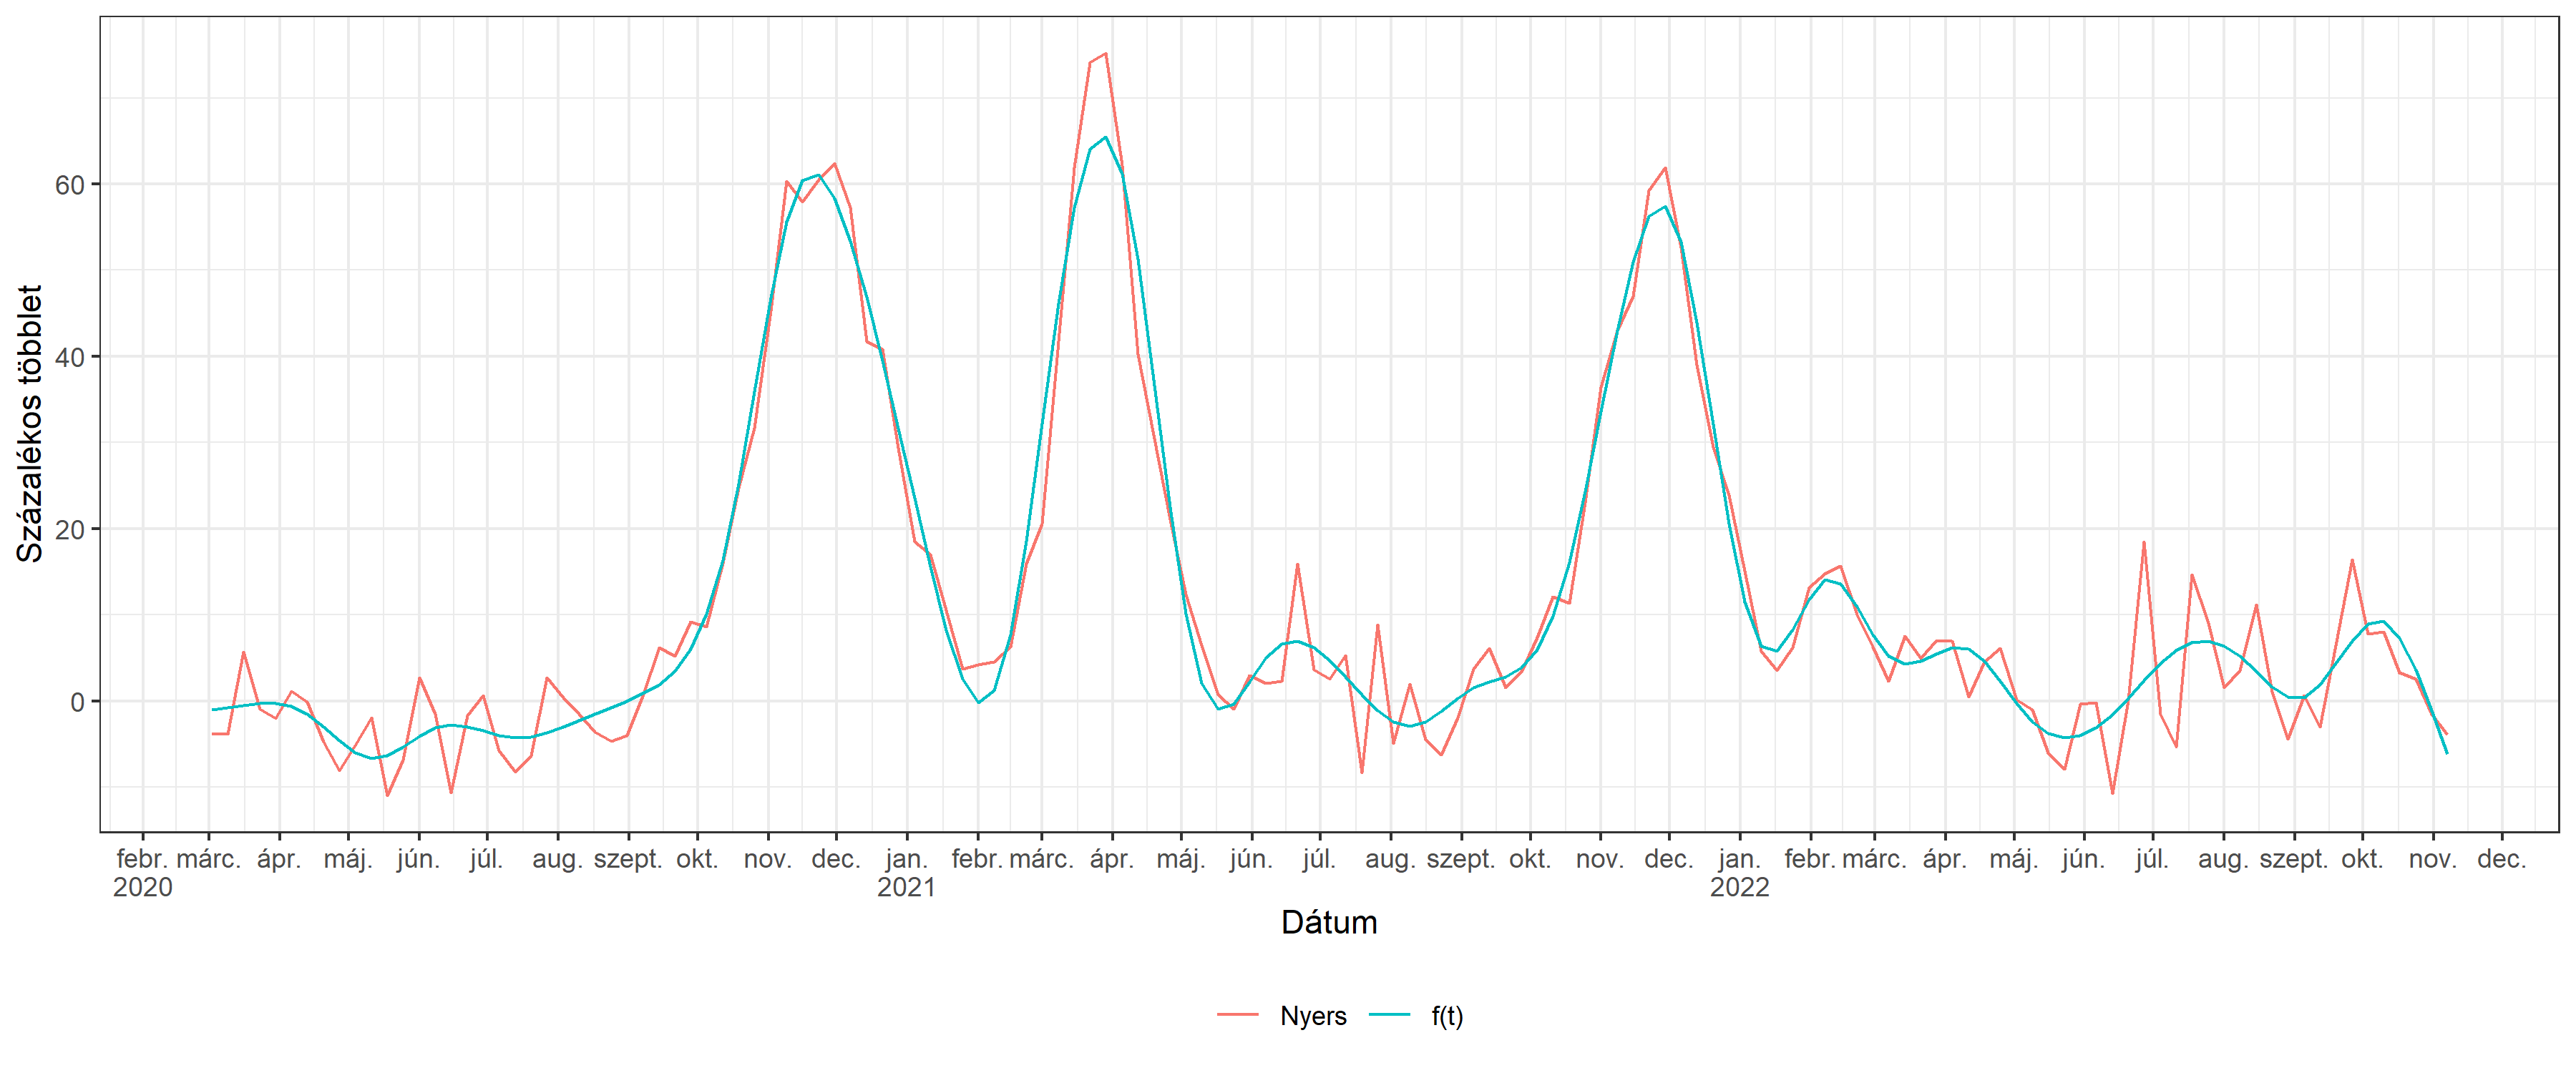 Százalékos többlet
60
40
20
0
febr. márc. ápr. máj. jún. júl. aug. szept. okt. nov. dec. jan. febr. márc. ápr. máj. jún. júl. aug. szept. okt. nov. dec. jan. febr. márc. ápr. máj. jún. júl. aug. szept. okt. nov. dec.
2020 2021 2022
Dátum
Nyers f(t)